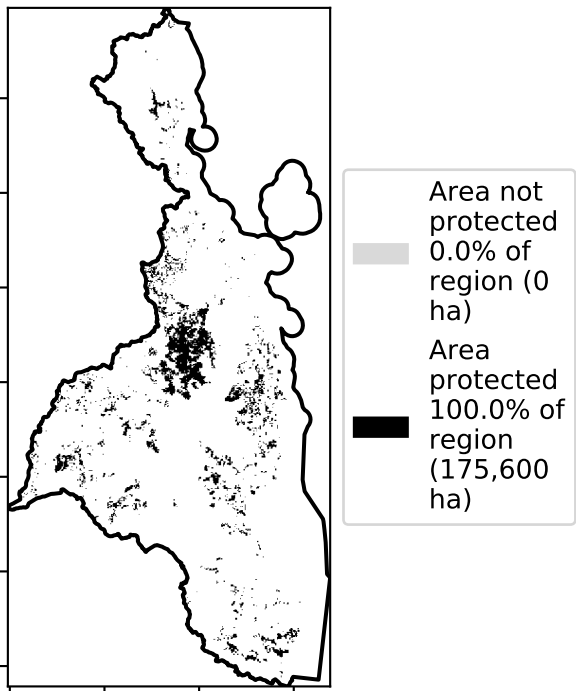 Area not
protected
0.0% of
region (0
ha)
Area
protected
100.0% of
region
(175,600
ha)